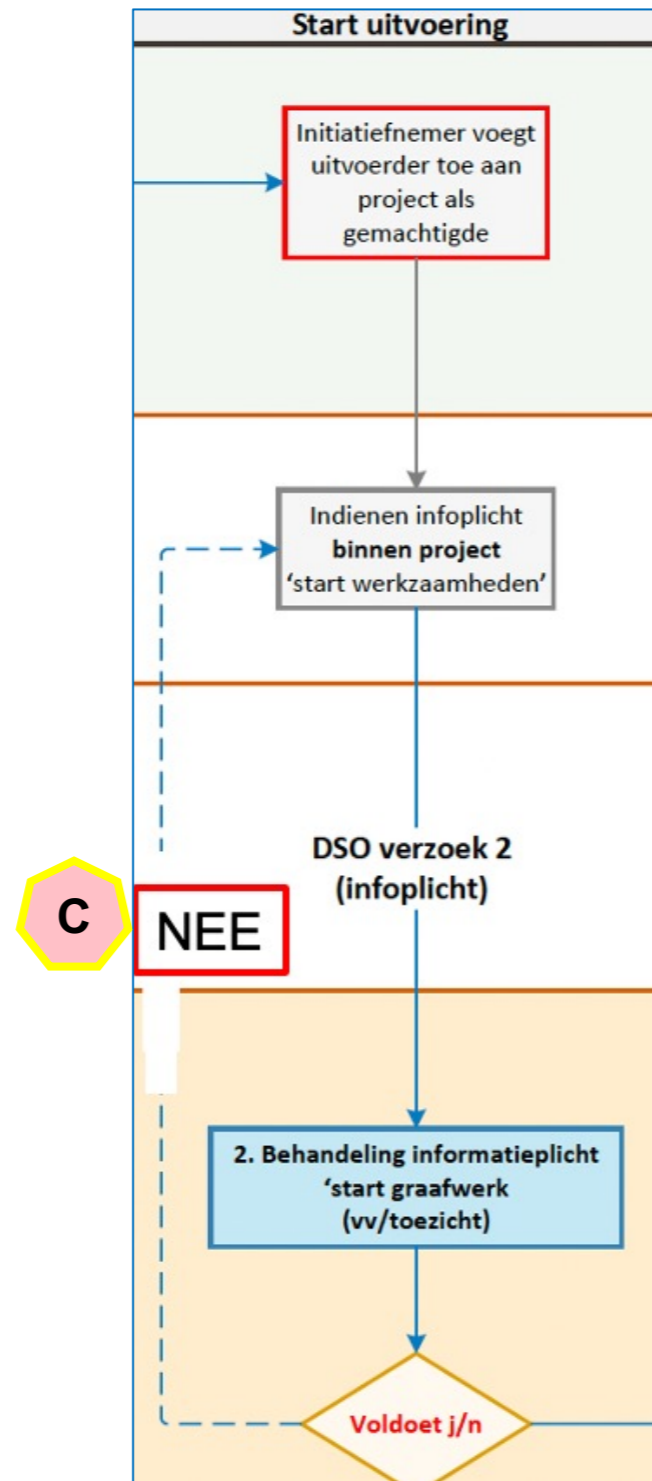 Start uitvoering
Initiatiefnemer voegt
uitvoerder toe aan
project als
gemachtigde
Indienen infoplicht
binnen project
‘start werkzaamheden’
DSO verzoek 2
(infoplicht)
C
NEE
2. Behandeling informatieplicht
‘start graafwerk
(vv/toezicht)
Voldoet j/n